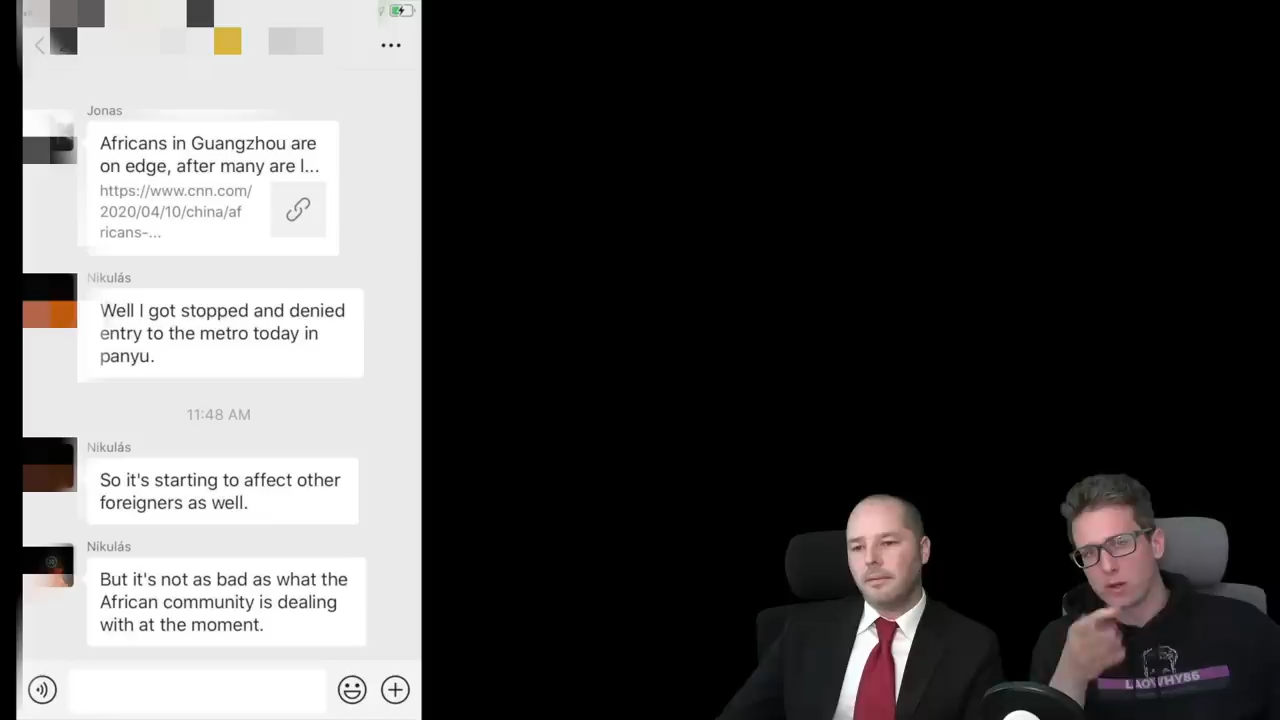 Jonas
Africans in Guangzhou are
on edge, after many are l...
https://www.cnn.com/
2020/04/10/china/af
ricans-...
Nikulás
Well I got stopped and denied
entry to the metro today in
panyu.
11:48 AM
Nikulás
So it's starting to affect other
foreigners as well.
Nikulás
But it's not as bad as what the
African community is dealing
with at the moment.
LAOWHY86